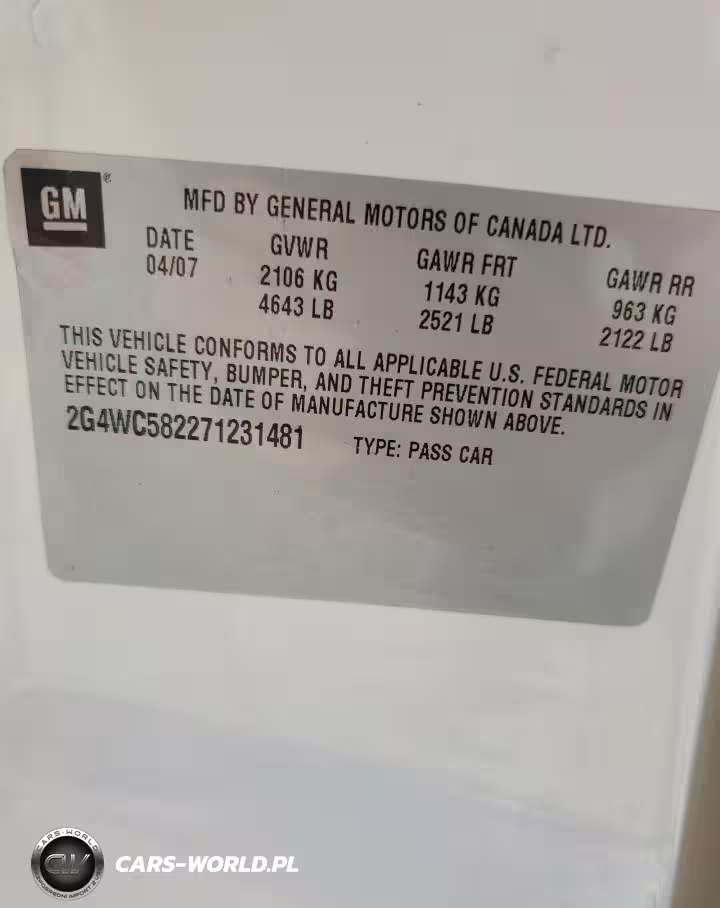 GM ®
MFD BY GENERAL MOTORS OF CANADA LTD.
DATE GVWR GAWR FRT GAWR RR
04/07 2106 KG 1143 KG 963 KG
4643 LB 2521 LB 2122 LB
THIS VEHICLE CONFORMS TO ALL APPLICABLE U.S. FEDERAL MOTOR
VEHICLE SAFETY, BUMPER, AND THEFT PREVENTION STANDARDS IN
EFFECT ON THE DATE OF MANUFACTURE SHOWN ABOVE.
2G4WC582271231481 TYPE: PASS CAR
CARS-WORLD
CW
CARS-WORLD.PL